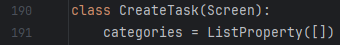 190 class CreateTask(Screen):
191     categories = ListProperty([])